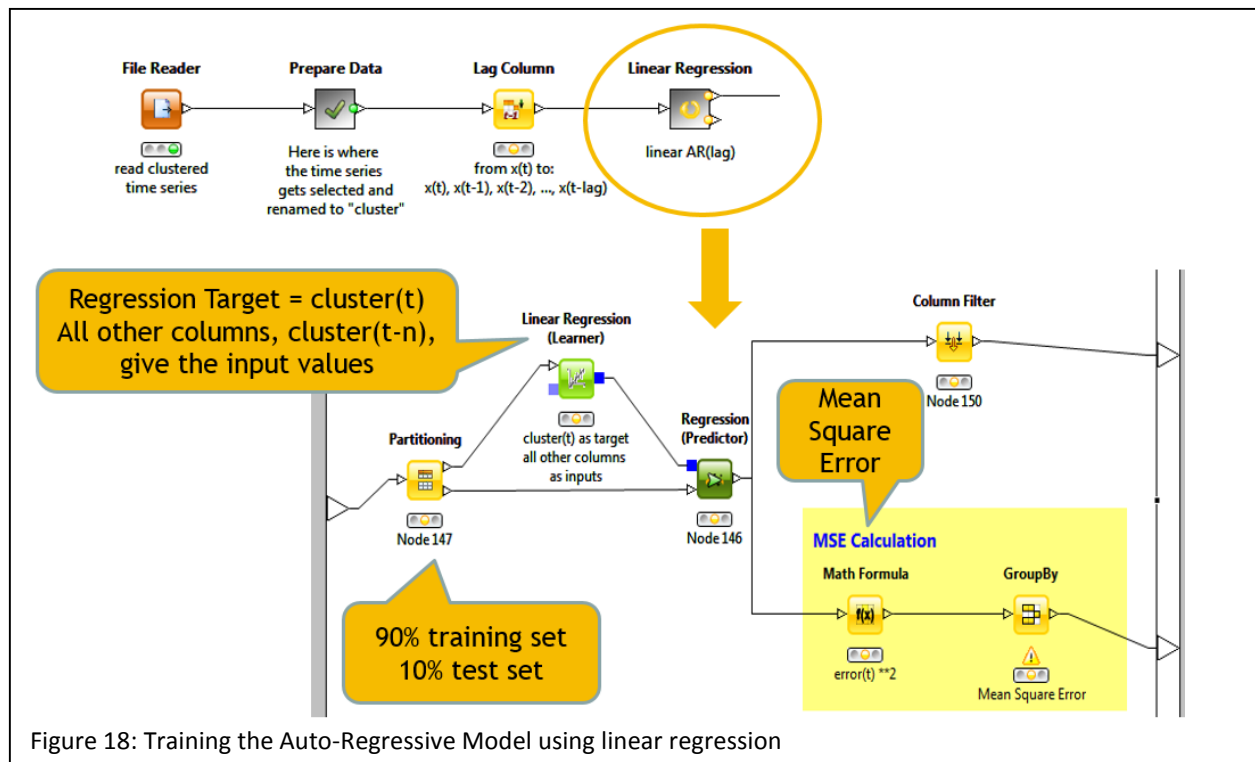 File Reader
Prepare Data
Lag Column
Linear Regression
t-1
read clustered
time series
Here is where
the time series
gets selected and
renamed to "cluster"
from x(t) to:
x(t), x(t-1), x(t-2), ..., x(t-lag)
linear AR(lag)
Regression Target = cluster(t)
All other columns, cluster(t-n),
give the input values
Linear Regression
(Learner)
cluster(t) as target
all other columns
as inputs
Column Filter
Node 150
Partitioning
Node 147
Regression
(Predictor)
Node 146
Mean
Square
Error
90% training set
10% test set
MSE Calculation
Math Formula
f(x)
error(t) **2
GroupBy
Mean Square Error
Figure 18: Training the Auto-Regressive Model using linear regression